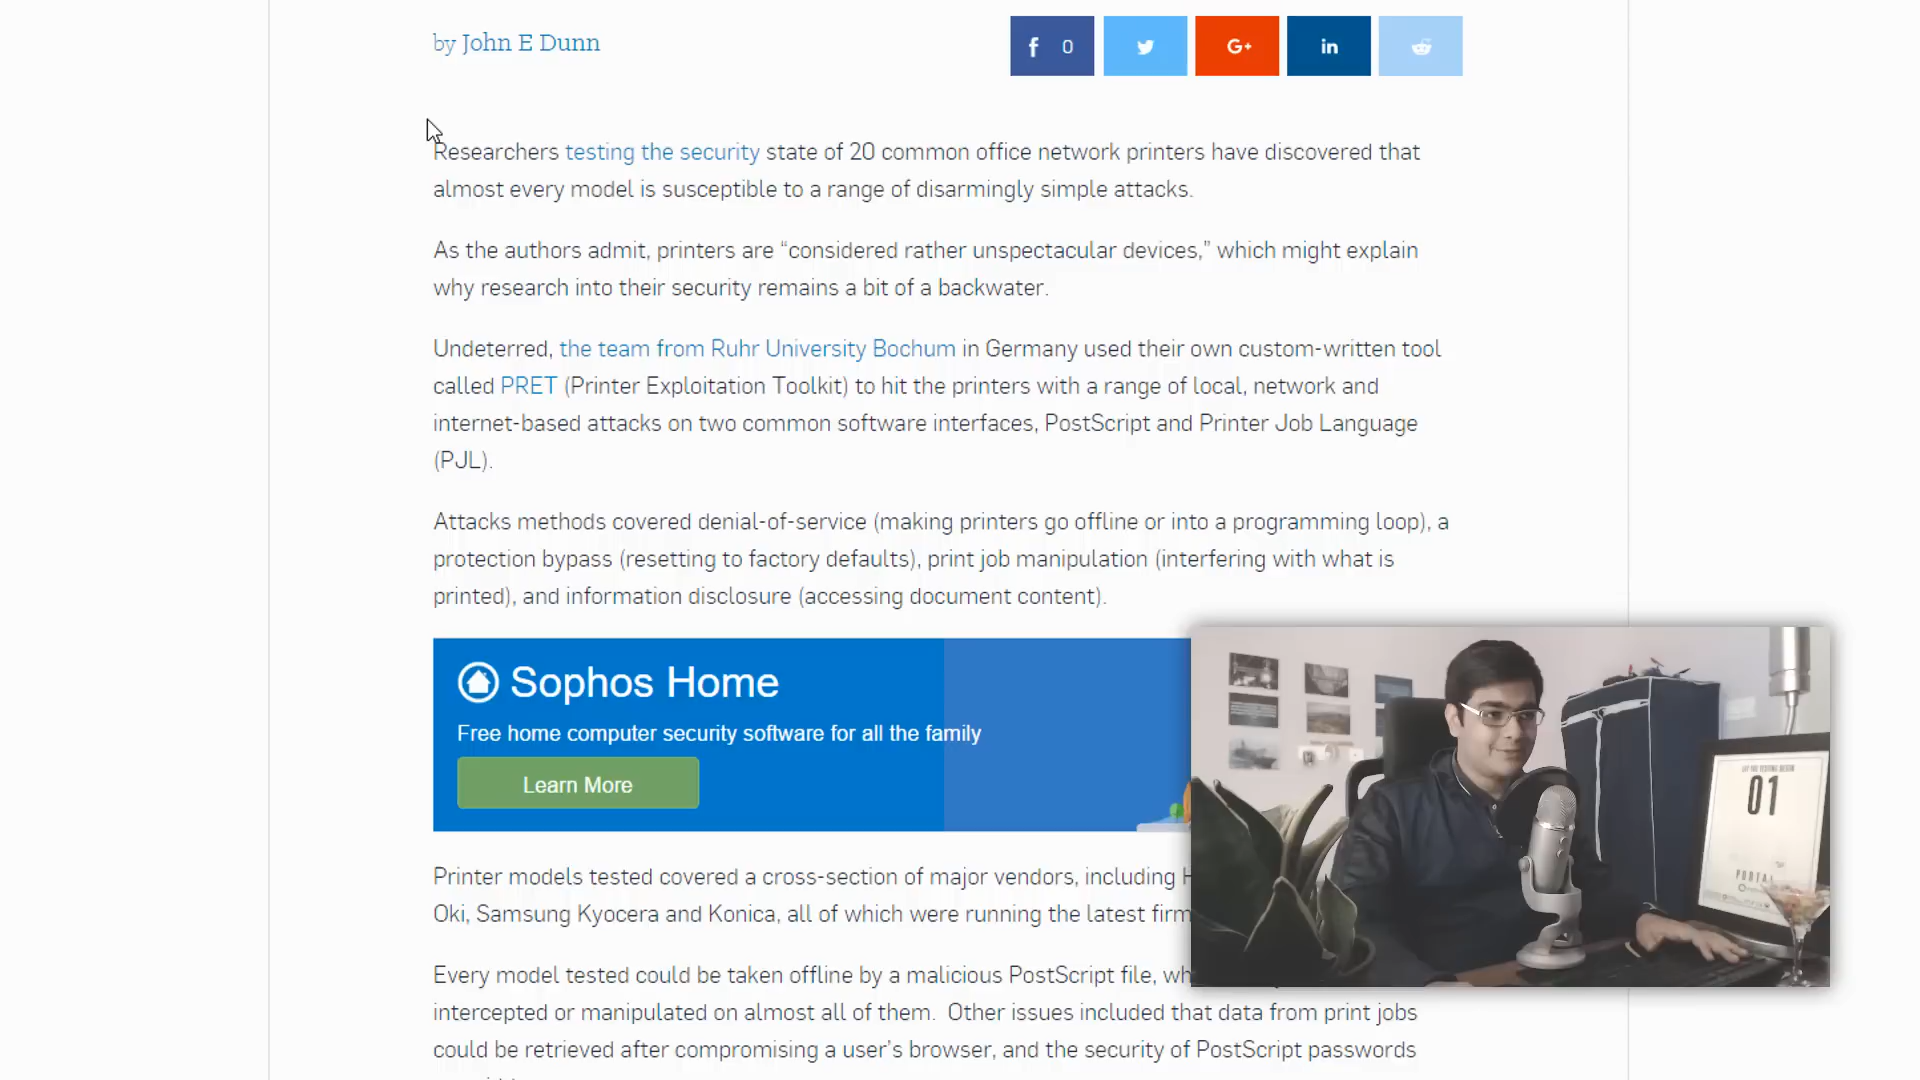 by John E Dunn
f 0
G+
in
Researchers testing the security state of 20 common office network printers have discovered that
almost every model is susceptible to a range of disarmingly simple attacks.
As the authors admit, printers are “considered rather unspectacular devices,” which might explain
why research into their security remains a bit of a backwater.
Undeterred, the team from Ruhr University Bochum in Germany used their own custom-written tool
called PRET (Printer Exploitation Toolkit) to hit the printers with a range of local, network and
internet-based attacks on two common software interfaces, PostScript and Printer Job Language
(PJL).
Attacks methods covered denial-of-service (making printers go offline or into a programming loop), a
protection bypass (resetting to factory defaults), print job manipulation (interfering with what is
printed), and information disclosure (accessing document content).
Sophos Home
Free home computer security software for all the family
Learn More
01
PORTAL
Printer models tested covered a cross-section of major vendors, including
Oki, Samsung Kyocera and Konica, all of which were running the latest
Every model tested could be taken offline by a malicious PostScript file,
intercepted or manipulated on almost all of them. Other issues included that data from print jobs
could be retrieved after compromising a user’s browser, and the security of PostScript passwords